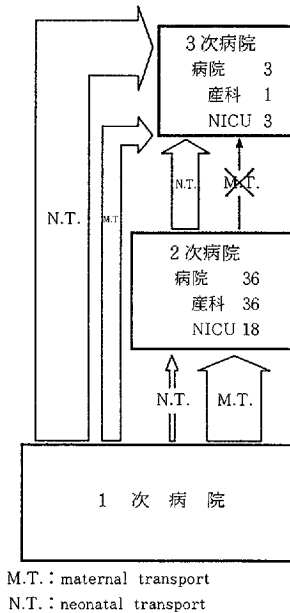 3次病院
病院 3
産科 1
NICU 3
N.T.
M.T
N.T.
M.T.
2次病院
病院 36
産科 36
NICU 18
N.T.
M.T.
1 次 病 院
M.T.：maternal transport
N.T.：neonatal transport